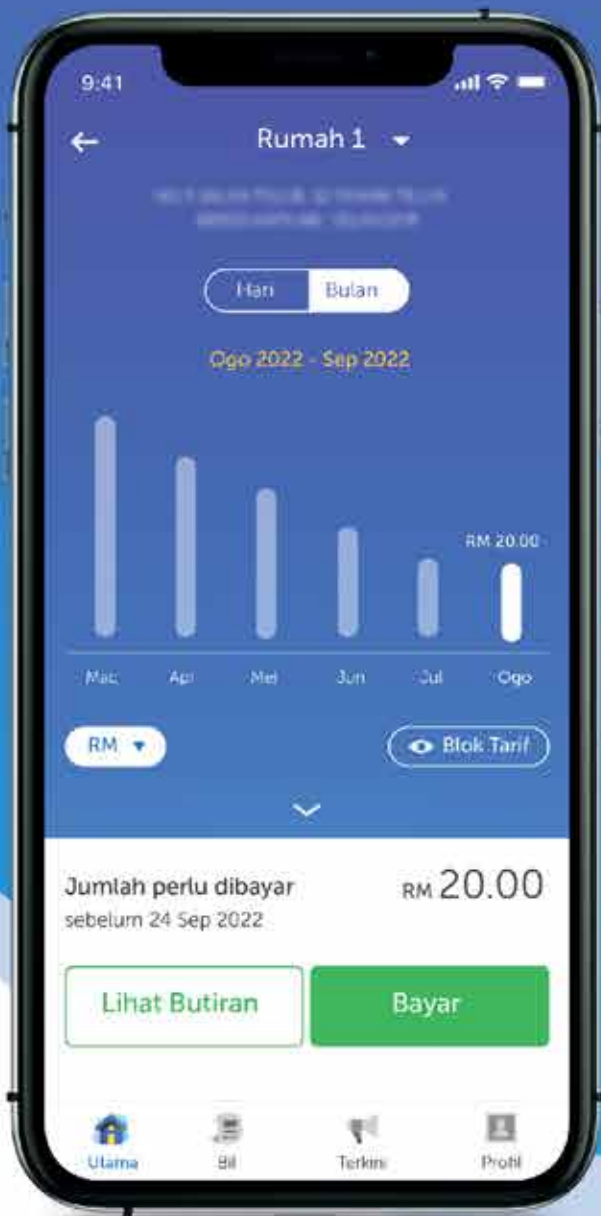 9:41
Rumah 1
Hari Bulan
Ogo 2022 - Sep 2022
RM 20.00
Mac Apr Mei Jun Jul Ogo
RM Blok Tarif
Jumlah perlu dibayar RM 20.00
sebelum 24 Sep 2022
Lihat Butiran Bayar
Utama Bil Terkini Profil